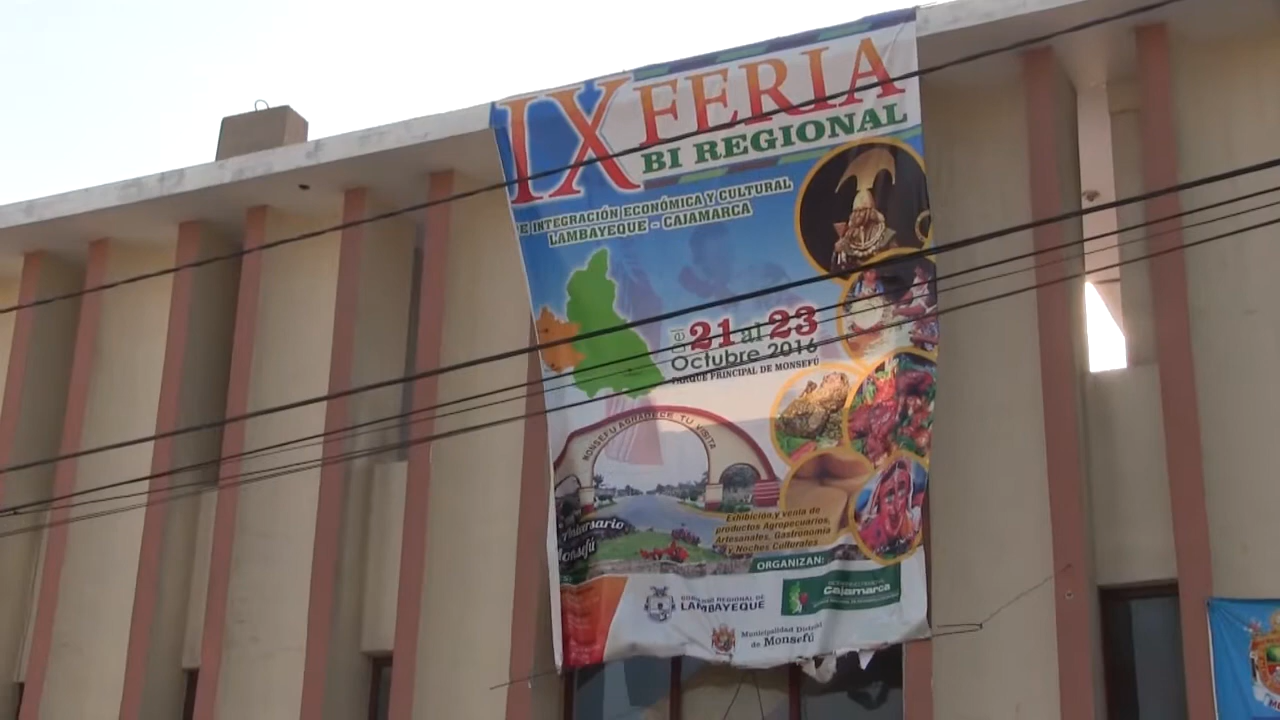 IX FERIA
BI REGIONAL
DE INTEGRACIÓN ECONÓMICA Y CULTURAL
LAMBAYEQUE - CAJAMARCA
Del 21 al 23
Octubre 2016
PARQUE PRINCIPAL DE MONSEFÚ
MONSEFU AGRADECE TU VISITA
Exhibición y venta de
productos Agropecuarios,
Artesanales, Gastronomía
y Noches Culturales
Aniversario
Monsefú
ORGANIZAN:
GOBIERNO REGIONAL DE
LAMBAYEQUE
Cajamarca
Municipalidad Distrital
de Monsefú